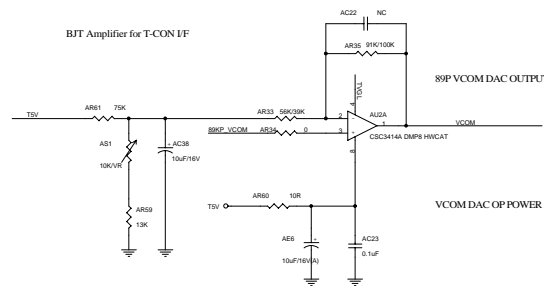 AC22 NC
BJT Amplifier for T-CON I/F
AR35 91K/100K
89P VCOM DAC OUTPU
TVGL
4
AR61 75K
AR33 56K/39K
AU2A
T5V
2
-
1
VCOM
89KP_VCOM
AR34 0
3
+
CSC3414A DMP8 HWCAT
AS1
+
AC38
10K/VR
10uF/16V
8
AR60 10R
T5V
VCOM DAC OP POWER
AR59
13K
AE6
+
AC23
10uF/16V(A)
0.1uF